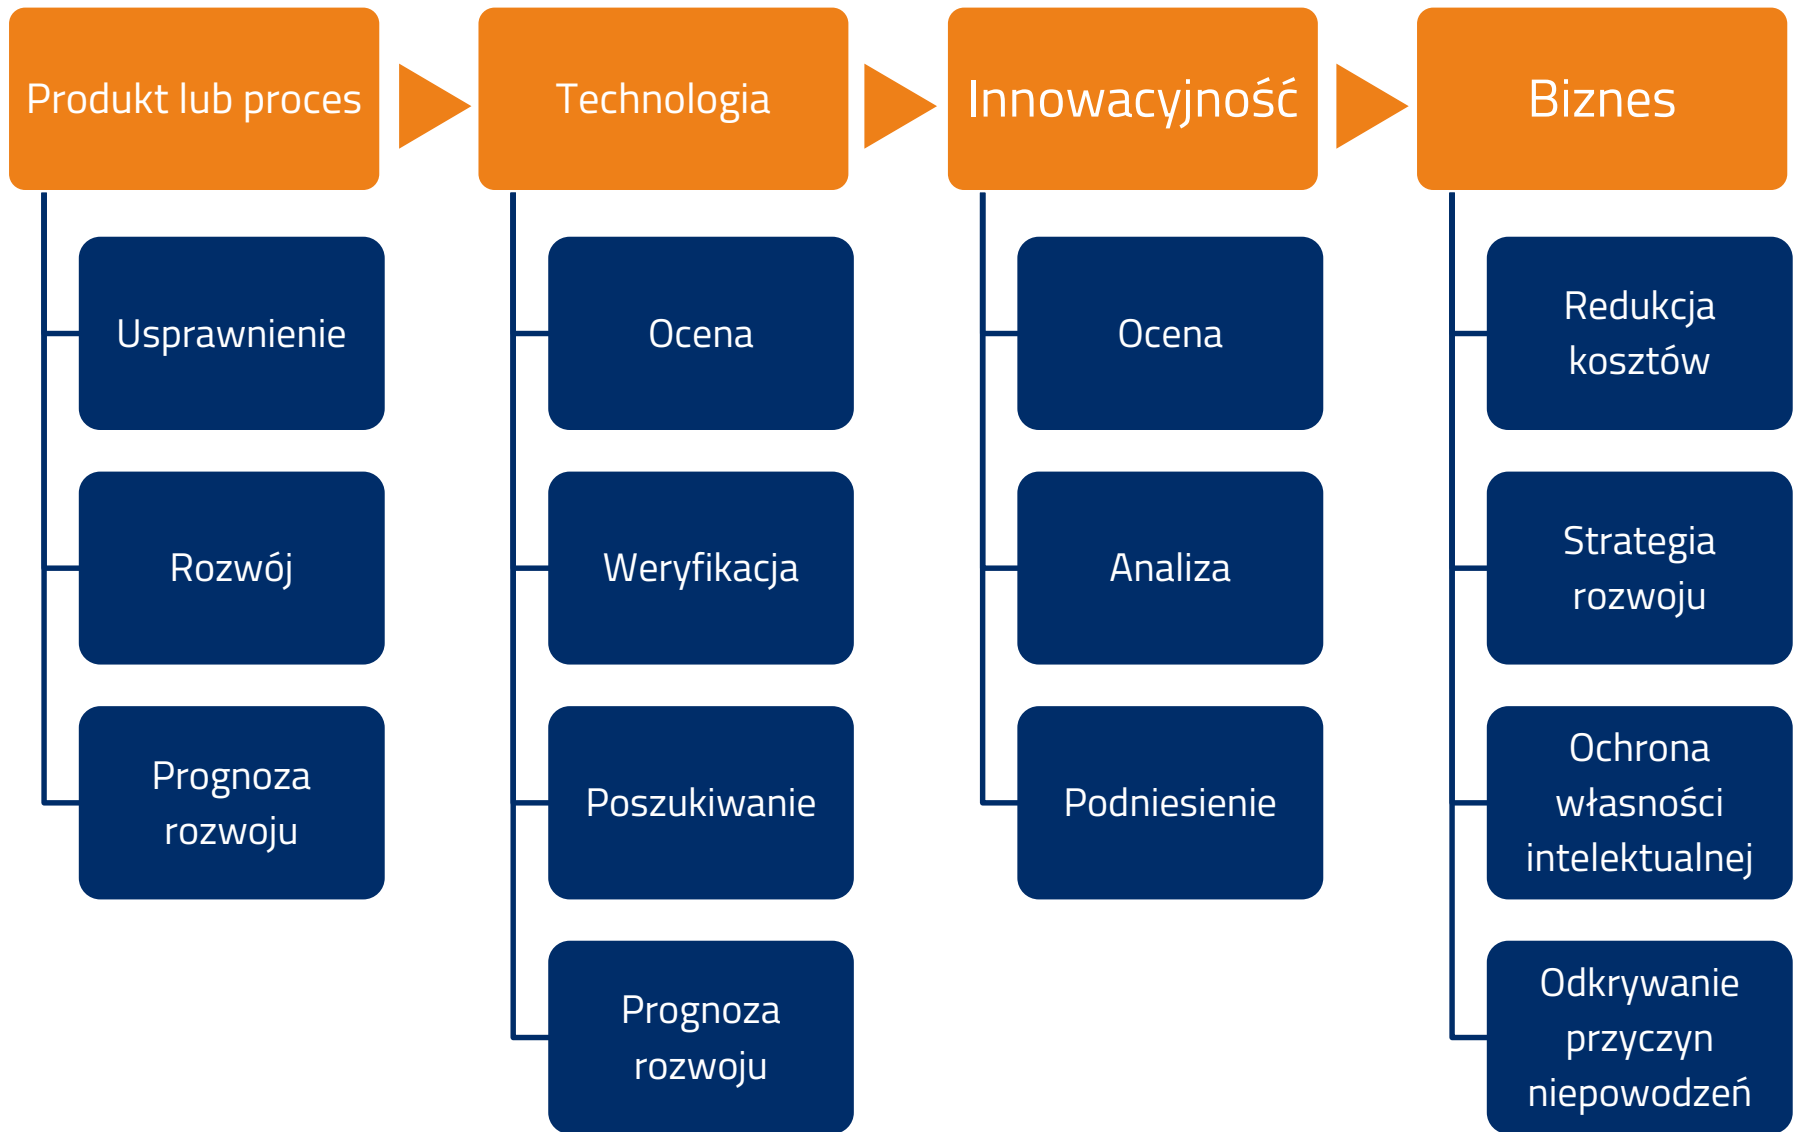 Produkt lub proces
Technologia
Innowacyjność
Biznes
Usprawnienie
Rozwój
Prognoza
rozwoju
Ocena
Weryfikacja
Poszukiwanie
Prognoza
rozwoju
Ocena
Analiza
Podniesienie
Redukcja
kosztów
Strategia
rozwoju
Ochrona
własności
intelektualnej
Odkrywanie
przyczyn
niepowodzeń